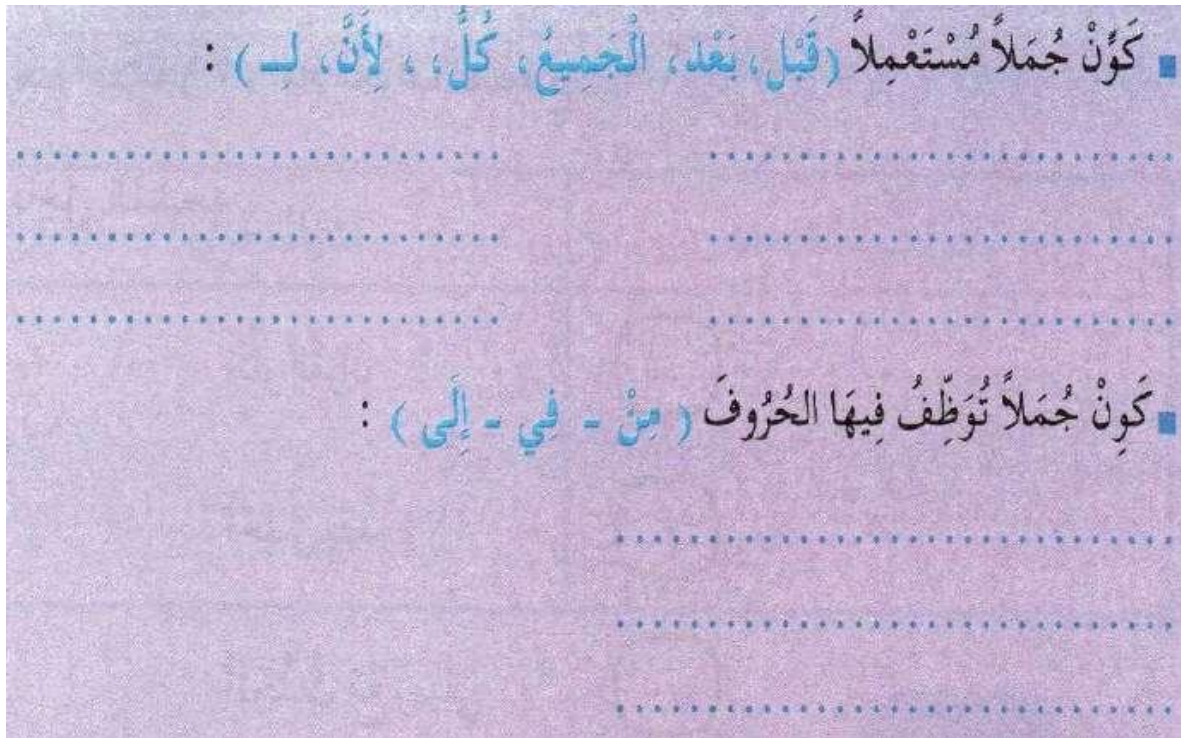 كَوِّنْ جُمَلاً مُسْتَعْمِلاً (قَبْل، بَعْد، الْجَمِيعُ، كُلُّ، ، لِأَنَّ، لِـ) :
كَوِنْ جُمَلاً تُوَظِّفُ فِيهَا الحُرُوفَ ( مِنْ - فِي - إِلَى ) :